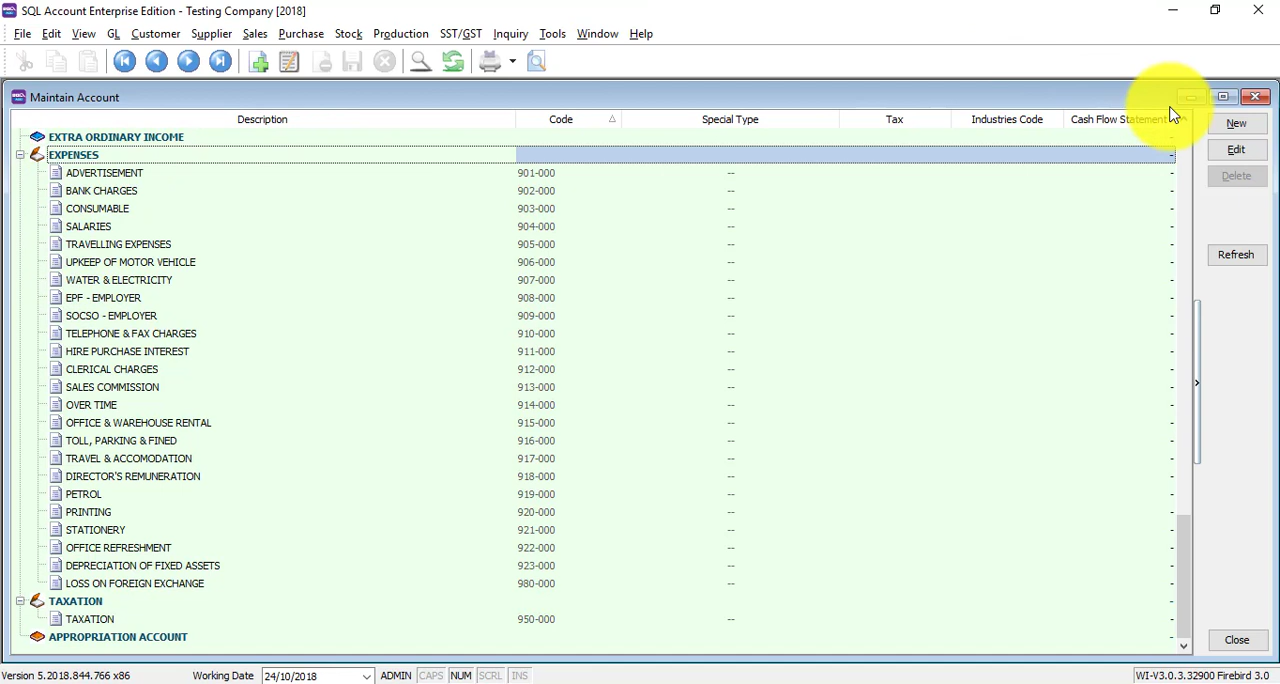 SQL Account Enterprise Edition - Testing Company [2018]
File Edit View GL Customer Supplier Sales Purchase Stock Production SST/GST Inquiry Tools Window Help
Maintain Account
Description Code Special Type Tax Industries Code Cash Flow Statement
New
EXTRA ORDINARY INCOME -
EXPENSES -
Edit
ADVERTISEMENT 901-000 -- -
Delete
BANK CHARGES 902-000 -- -
CONSUMABLE 903-000 -- -
SALARIES 904-000 -- -
TRAVELLING EXPENSES 905-000 -- -
Refresh
UPKEEP OF MOTOR VEHICLE 906-000 -- -
WATER & ELECTRICITY 907-000 -- -
EPF - EMPLOYER 908-000 -- -
SOCSO - EMPLOYER 909-000 -- -
TELEPHONE & FAX CHARGES 910-000 -- -
HIRE PURCHASE INTEREST 911-000 -- -
CLERICAL CHARGES 912-000 -- -
SALES COMMISSION 913-000 -- -
OVER TIME 914-000 -- -
OFFICE & WAREHOUSE RENTAL 915-000 -- -
TOLL, PARKING & FINED 916-000 -- -
TRAVEL & ACCOMODATION 917-000 -- -
DIRECTOR'S REMUNERATION 918-000 -- -
PETROL 919-000 -- -
PRINTING 920-000 -- -
STATIONERY 921-000 -- -
OFFICE REFRESHMENT 922-000 -- -
DEPRECIATION OF FIXED ASSETS 923-000 -- -
LOSS ON FOREIGN EXCHANGE 980-000 -- -
TAXATION -
TAXATION 950-000 -- -
APPROPRIATION ACCOUNT -
Close
Version 5.2018.844.766 x86 Working Date 24/10/2018 ADMIN CAPS NUM SCRL INS WI-V3.0.3.32900 Firebird 3.0